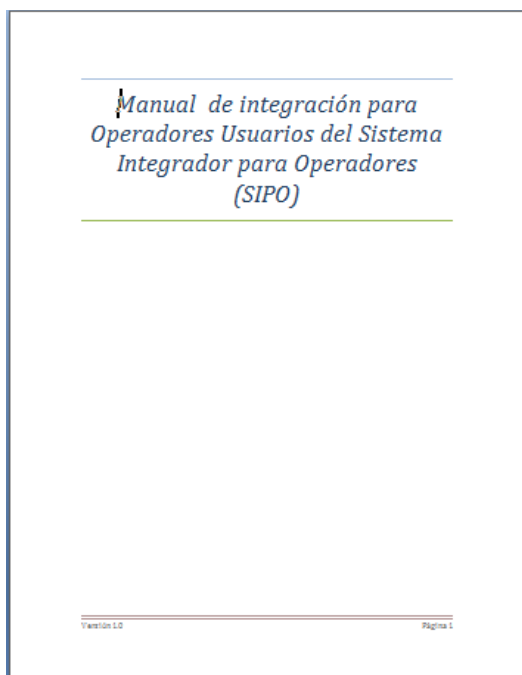 Manual de integración para
Operadores Usuarios del Sistema
Integrador para Operadores
(SIPO)
Versión 1.0 Página 1